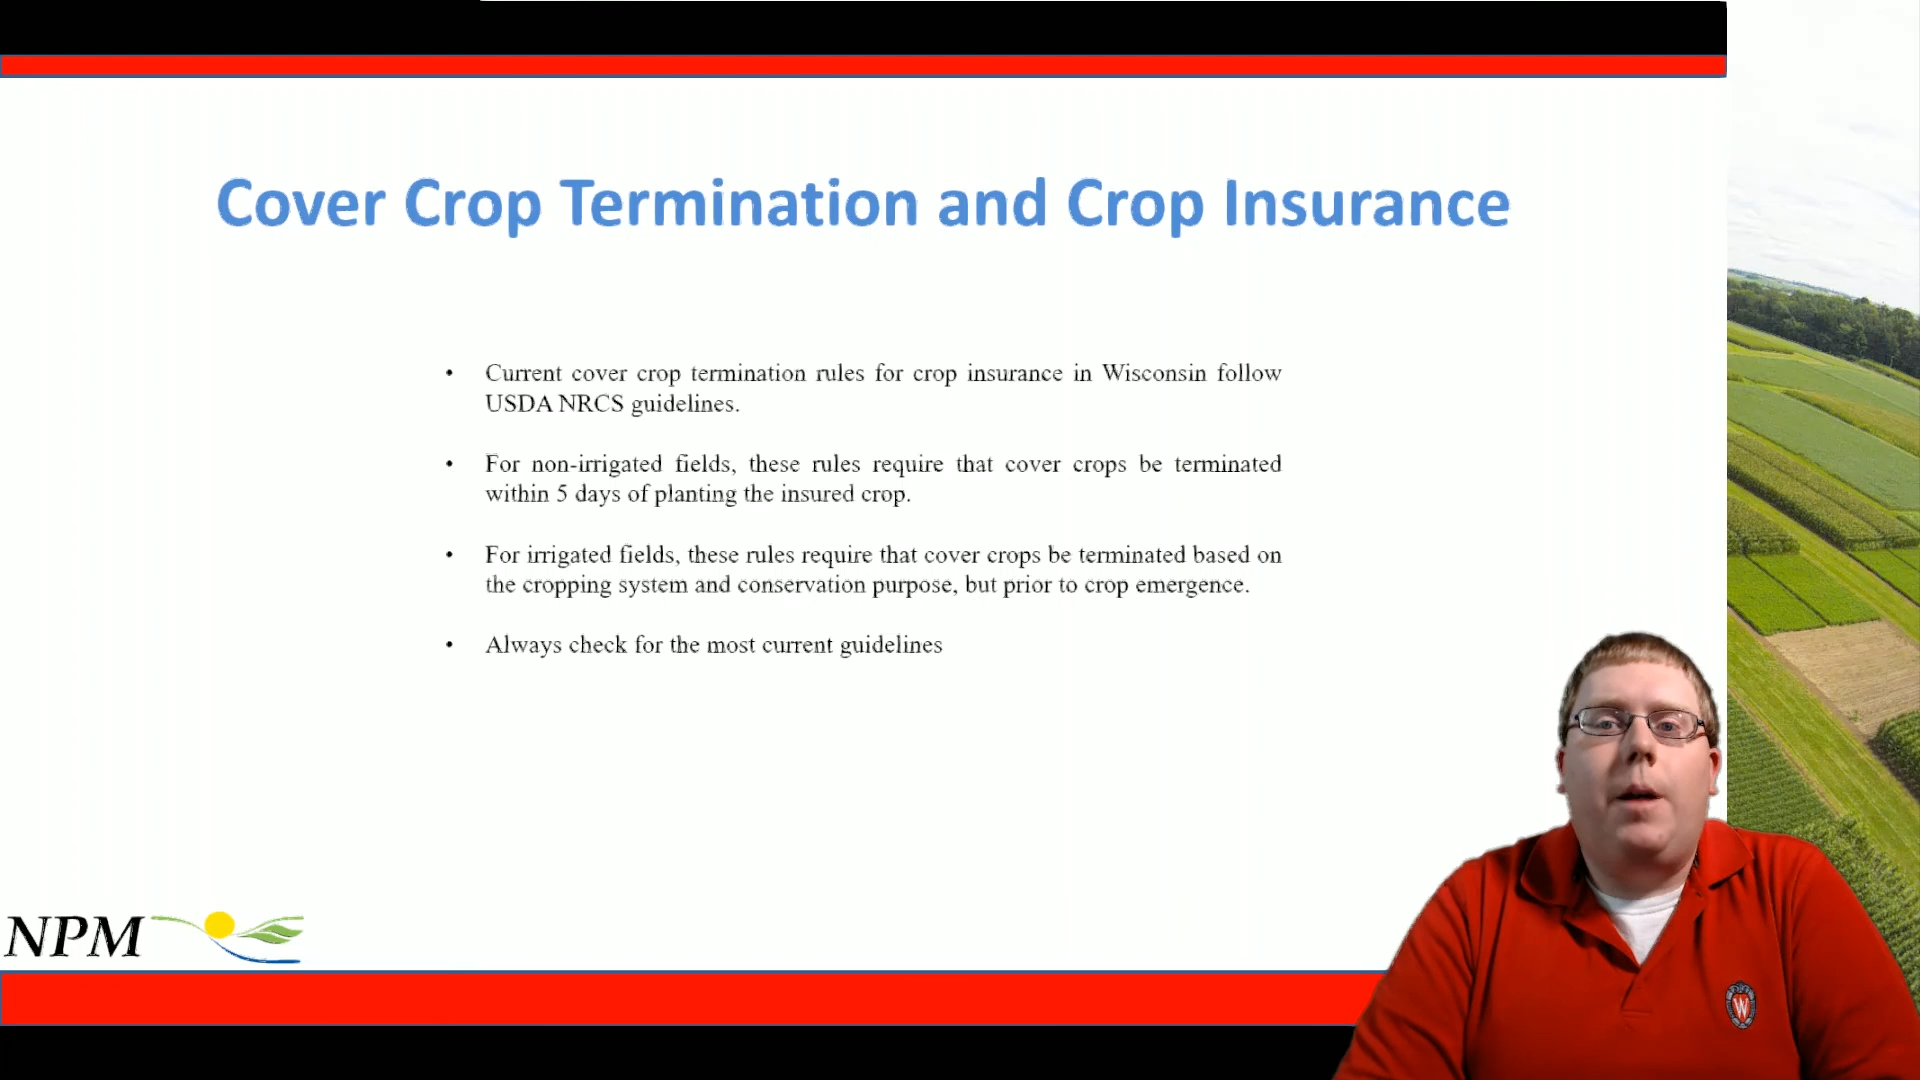 Cover Crop Termination and Crop Insurance
• Current cover crop termination rules for crop insurance in Wisconsin follow
USDA NRCS guidelines.
• For non-irrigated fields, these rules require that cover crops be terminated
within 5 days of planting the insured crop.
• For irrigated fields, these rules require that cover crops be terminated based on
the cropping system and conservation purpose, but prior to crop emergence.
• Always check for the most current guidelines
NPM
W